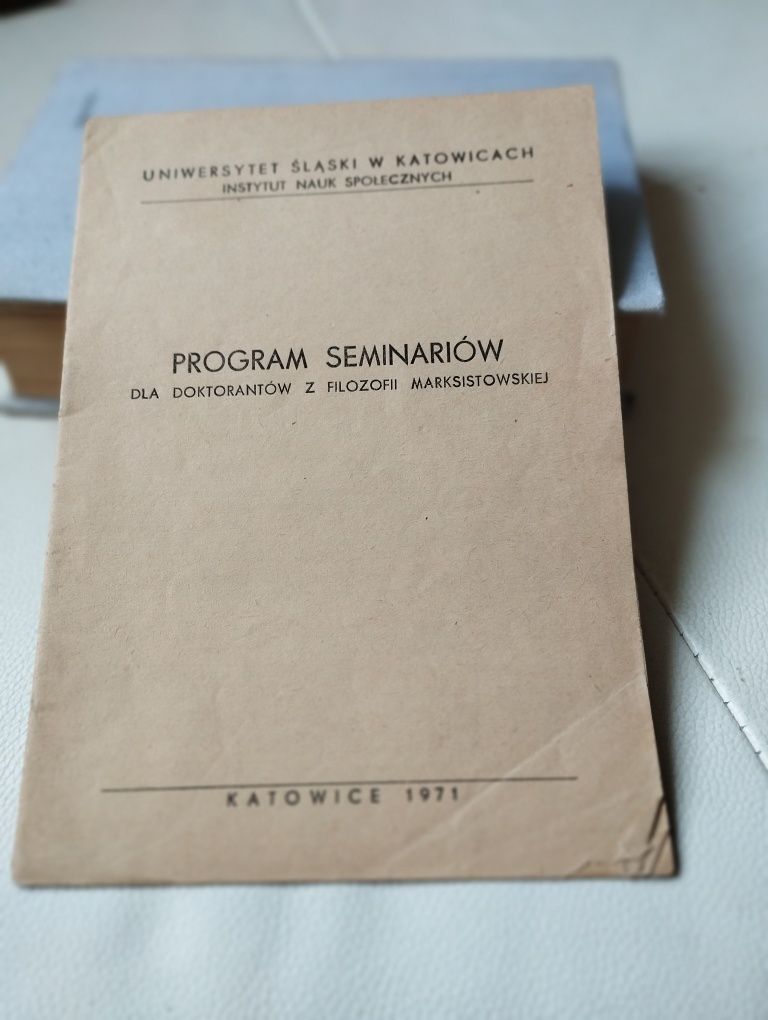 UNIWERSYTET ŚLĄSKI W KATOWICACH
INSTYTUT NAUK SPOŁECZNYCH
PROGRAM SEMINARIÓW
DLA DOKTORANTÓW Z FILOZOFII MARKSISTOWSKIEJ
KATOWICE 1971